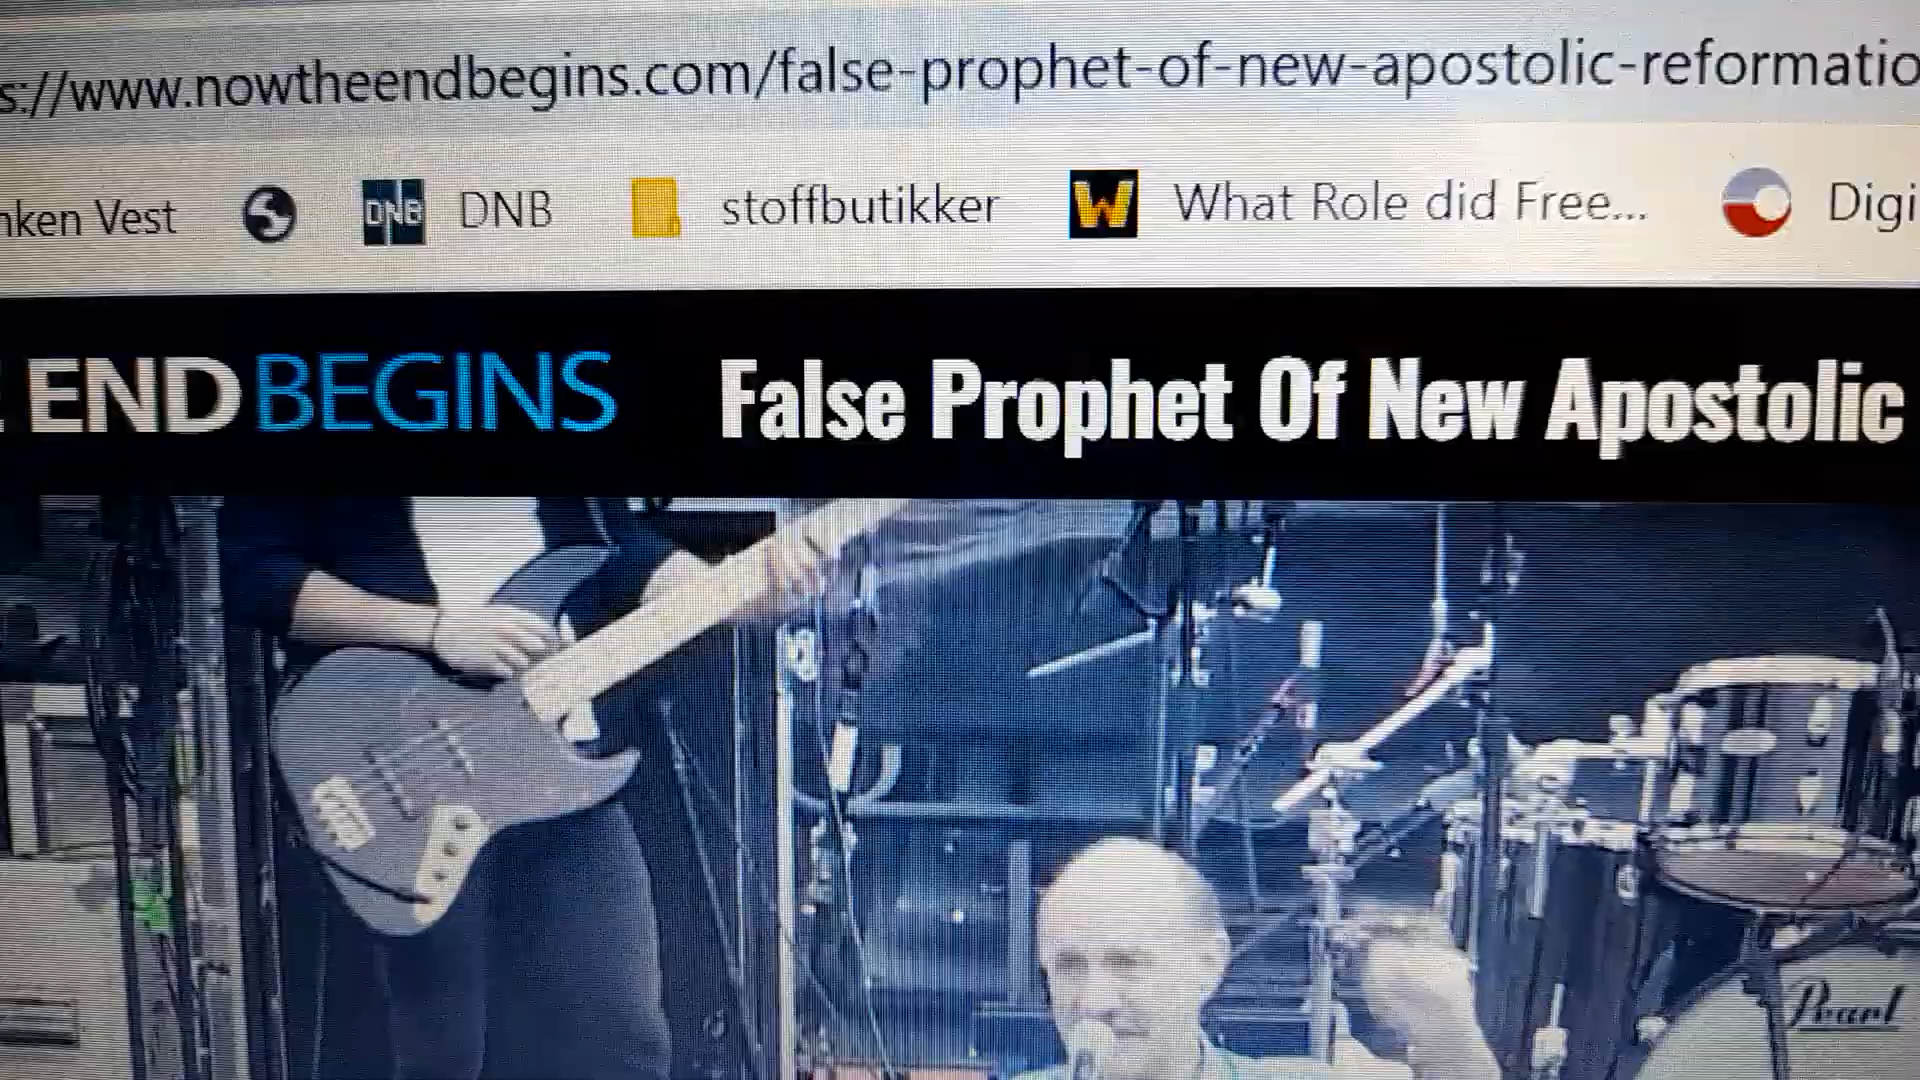 s://www.nowtheendbegins.com/false-prophet-of-new-apostolic-reformatio
nken Vest DNB DNB stoffbutikker W What Role did Free... Digi
END BEGINS False Prophet Of New Apostolic
Pearl